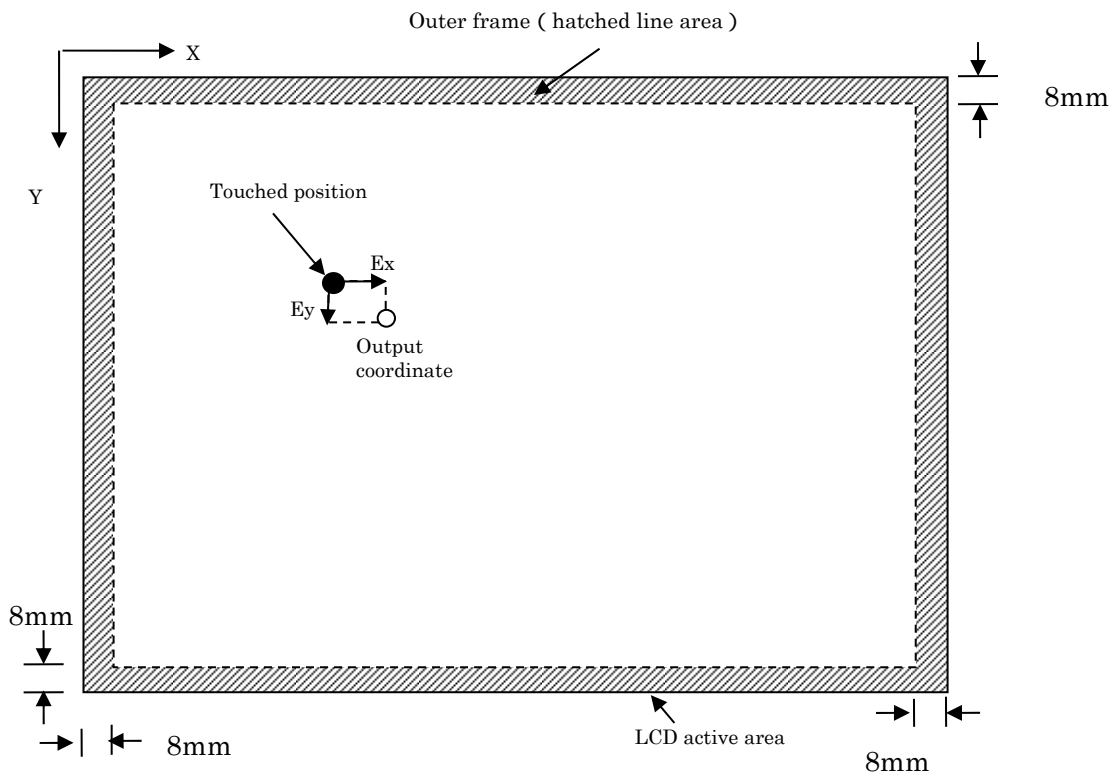 Outer frame ( hatched line area )
X
8mm
Y
Touched position
Ex
Ey
Output
coordinate
8mm
8mm
LCD active area
8mm